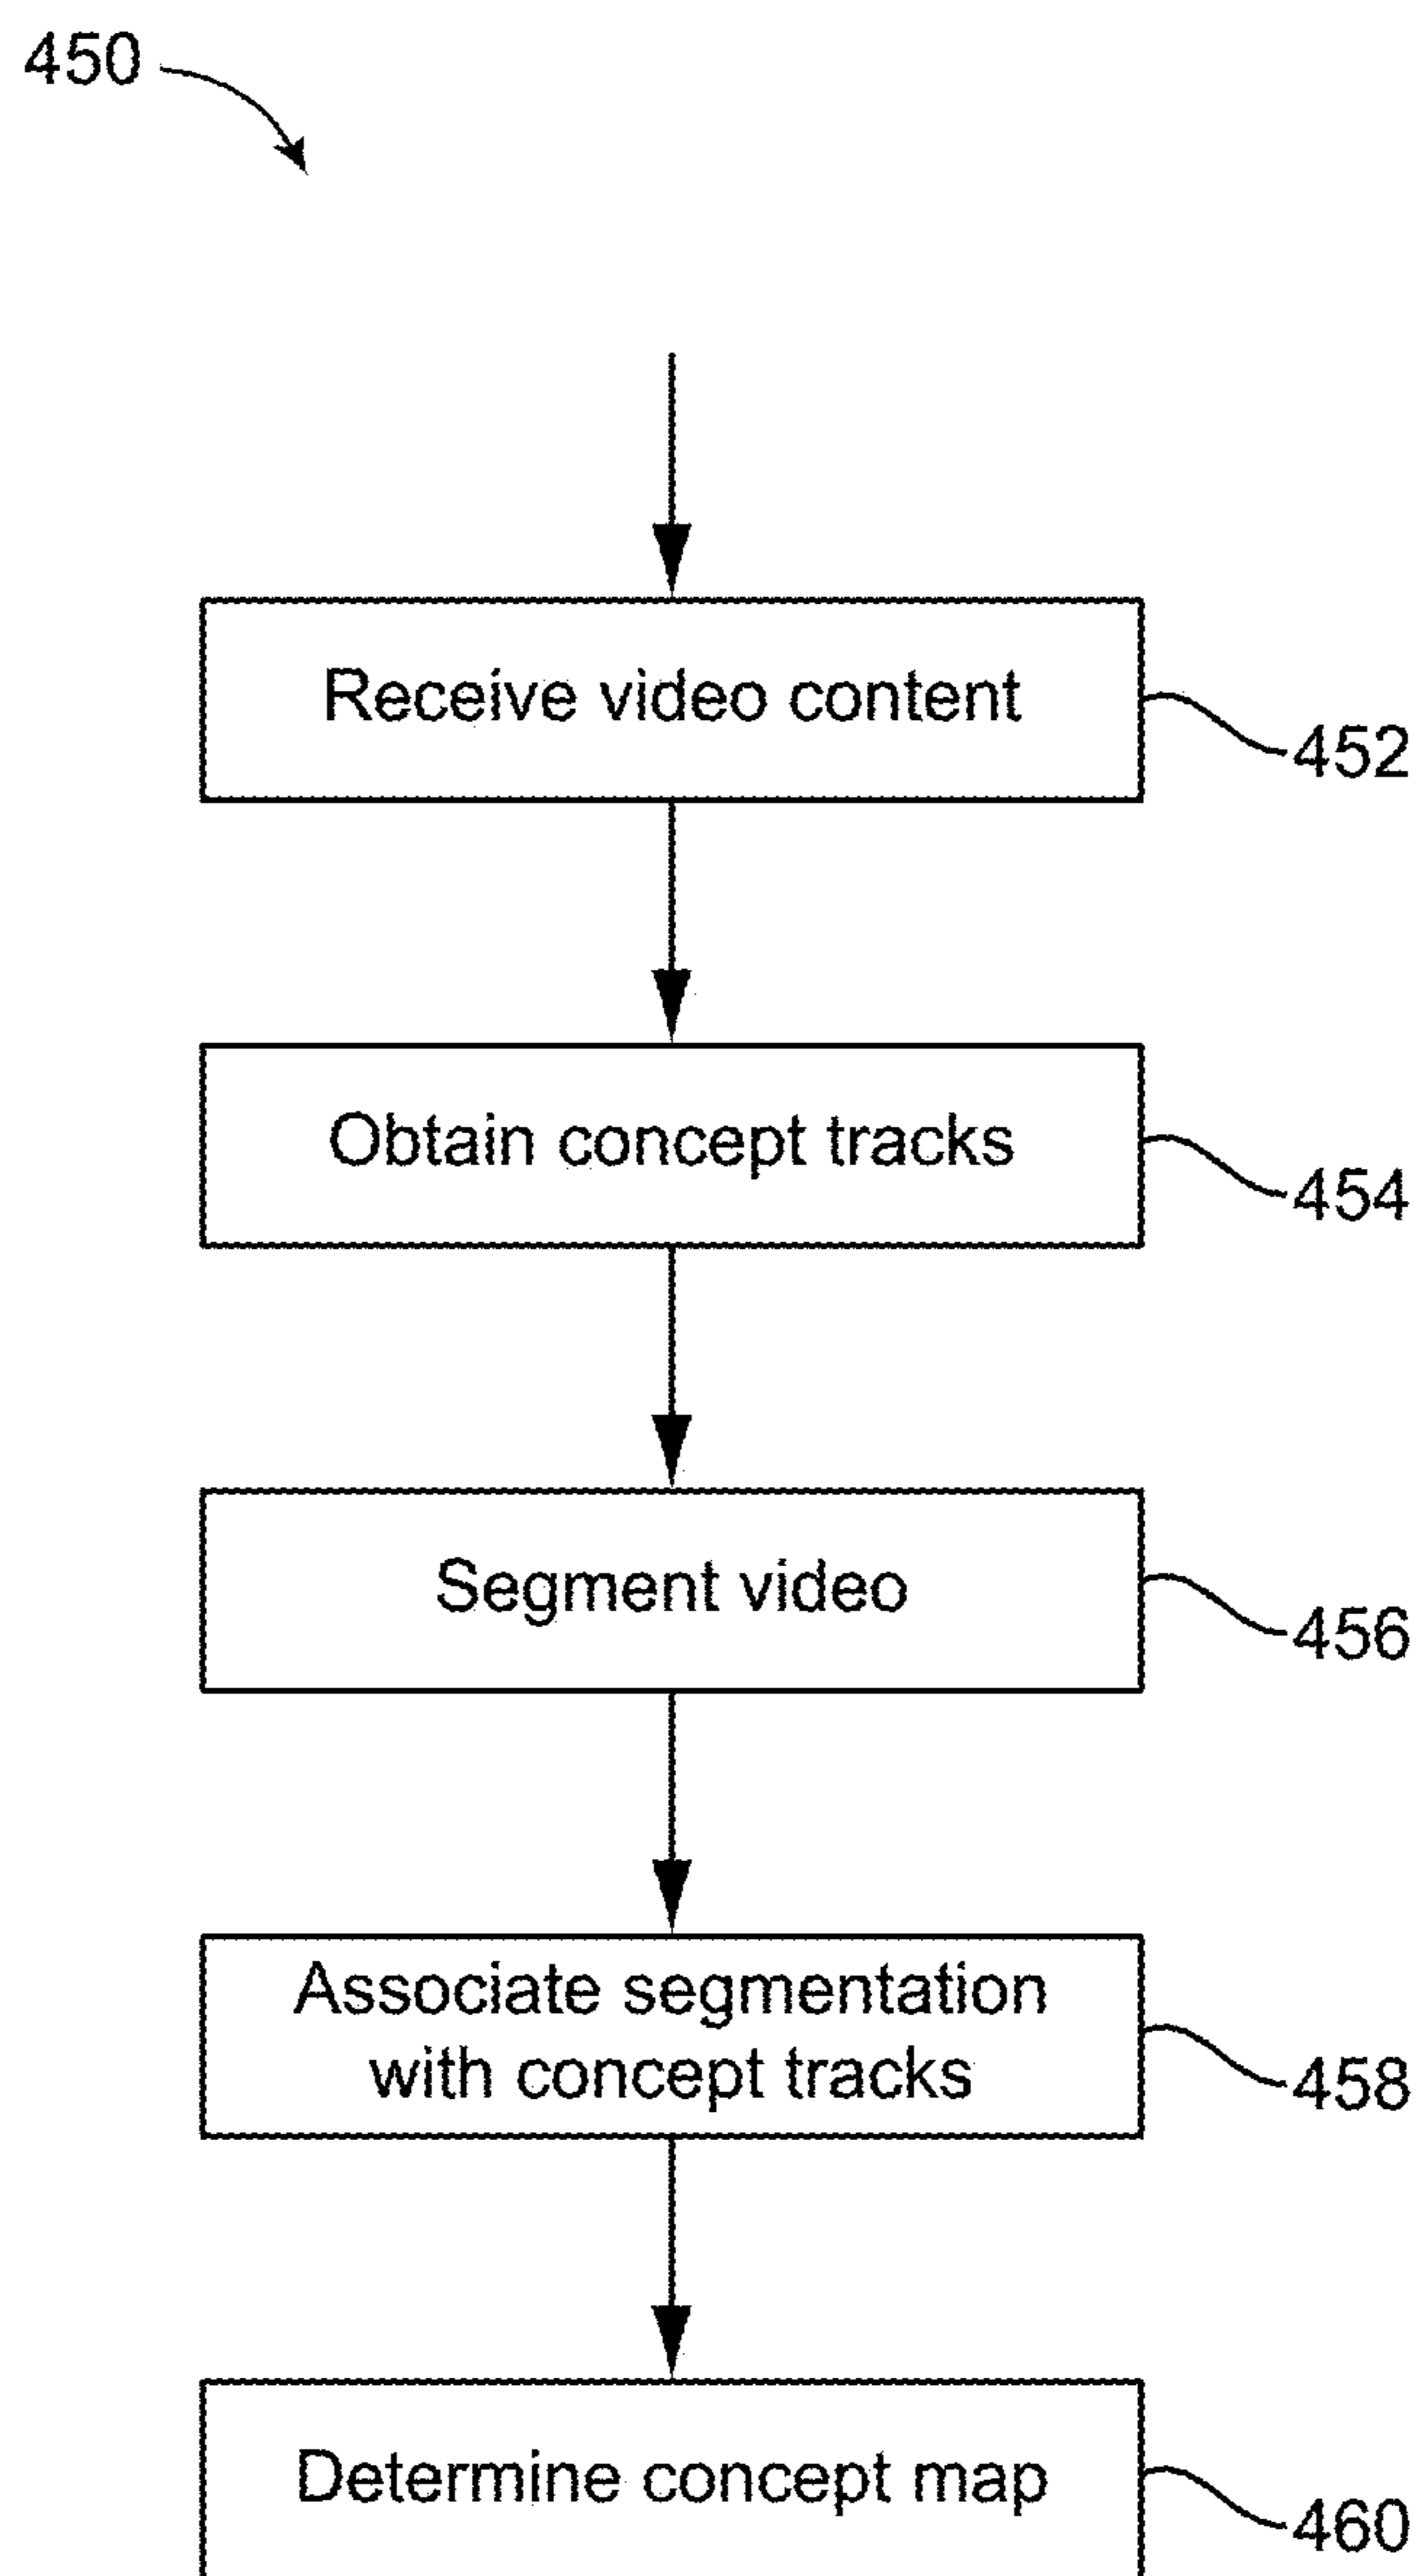 450
Receive video content
452
Obtain concept tracks
454
Segment video
456
Associate segmentation
with concept tracks
458
Determine concept map
460